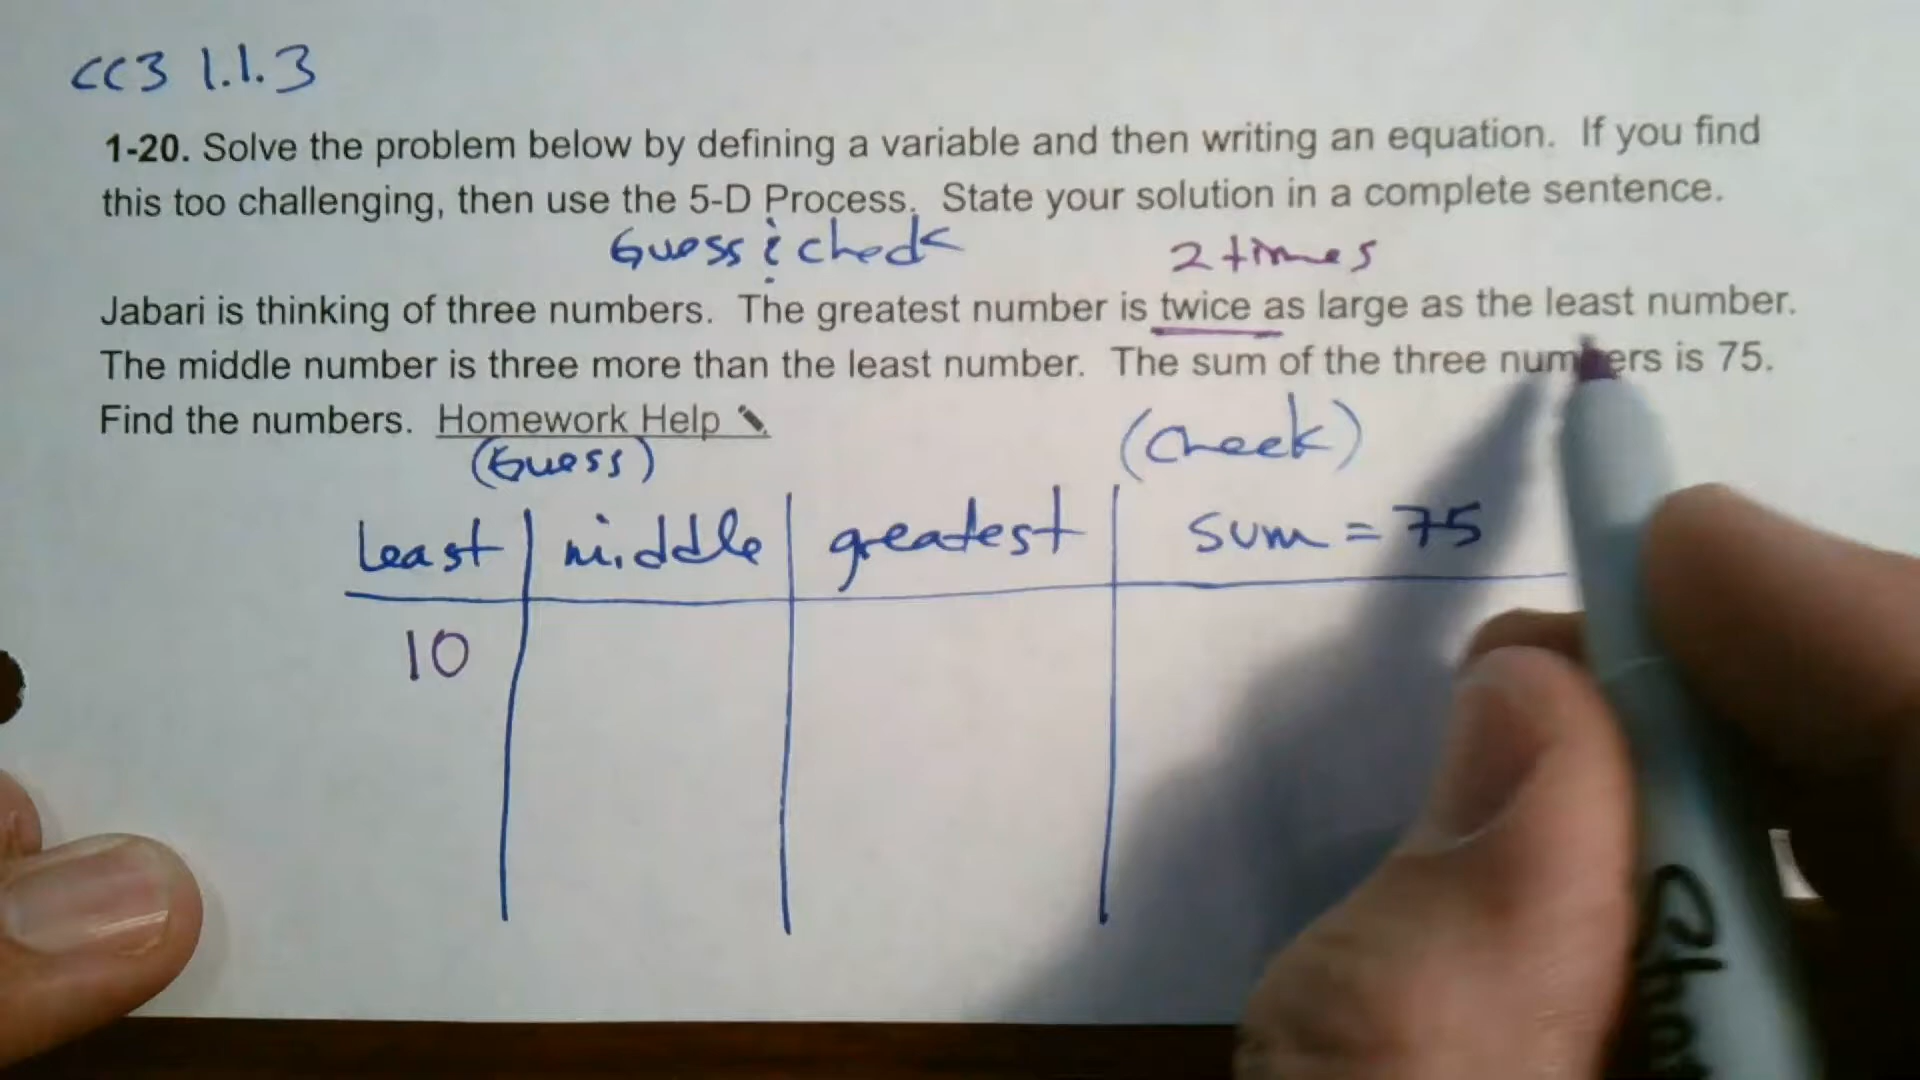 CC3 1.1.3
1-20. Solve the problem below by defining a variable and then writing an equation. If you find
this too challenging, then use the 5-D Process. State your solution in a complete sentence.
Guess & check 2 times
Jabari is thinking of three numbers. The greatest number is twice as large as the least number.
The middle number is three more than the least number. The sum of the three numbers is 75.
Find the numbers. Homework Help ✎
(Guess) (check)
least middle greatest sum = 75
10